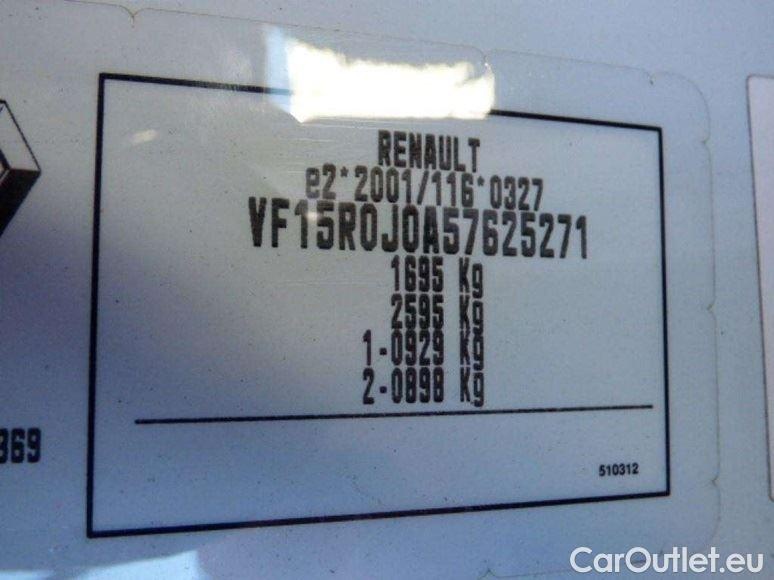 RENAULT
e2*2001/116*0327
VF15R0J0A57625271
1695 Kg
2595 Kg
1-0929 Kg
2-0898 Kg
369
510312
CarOutlet.eu